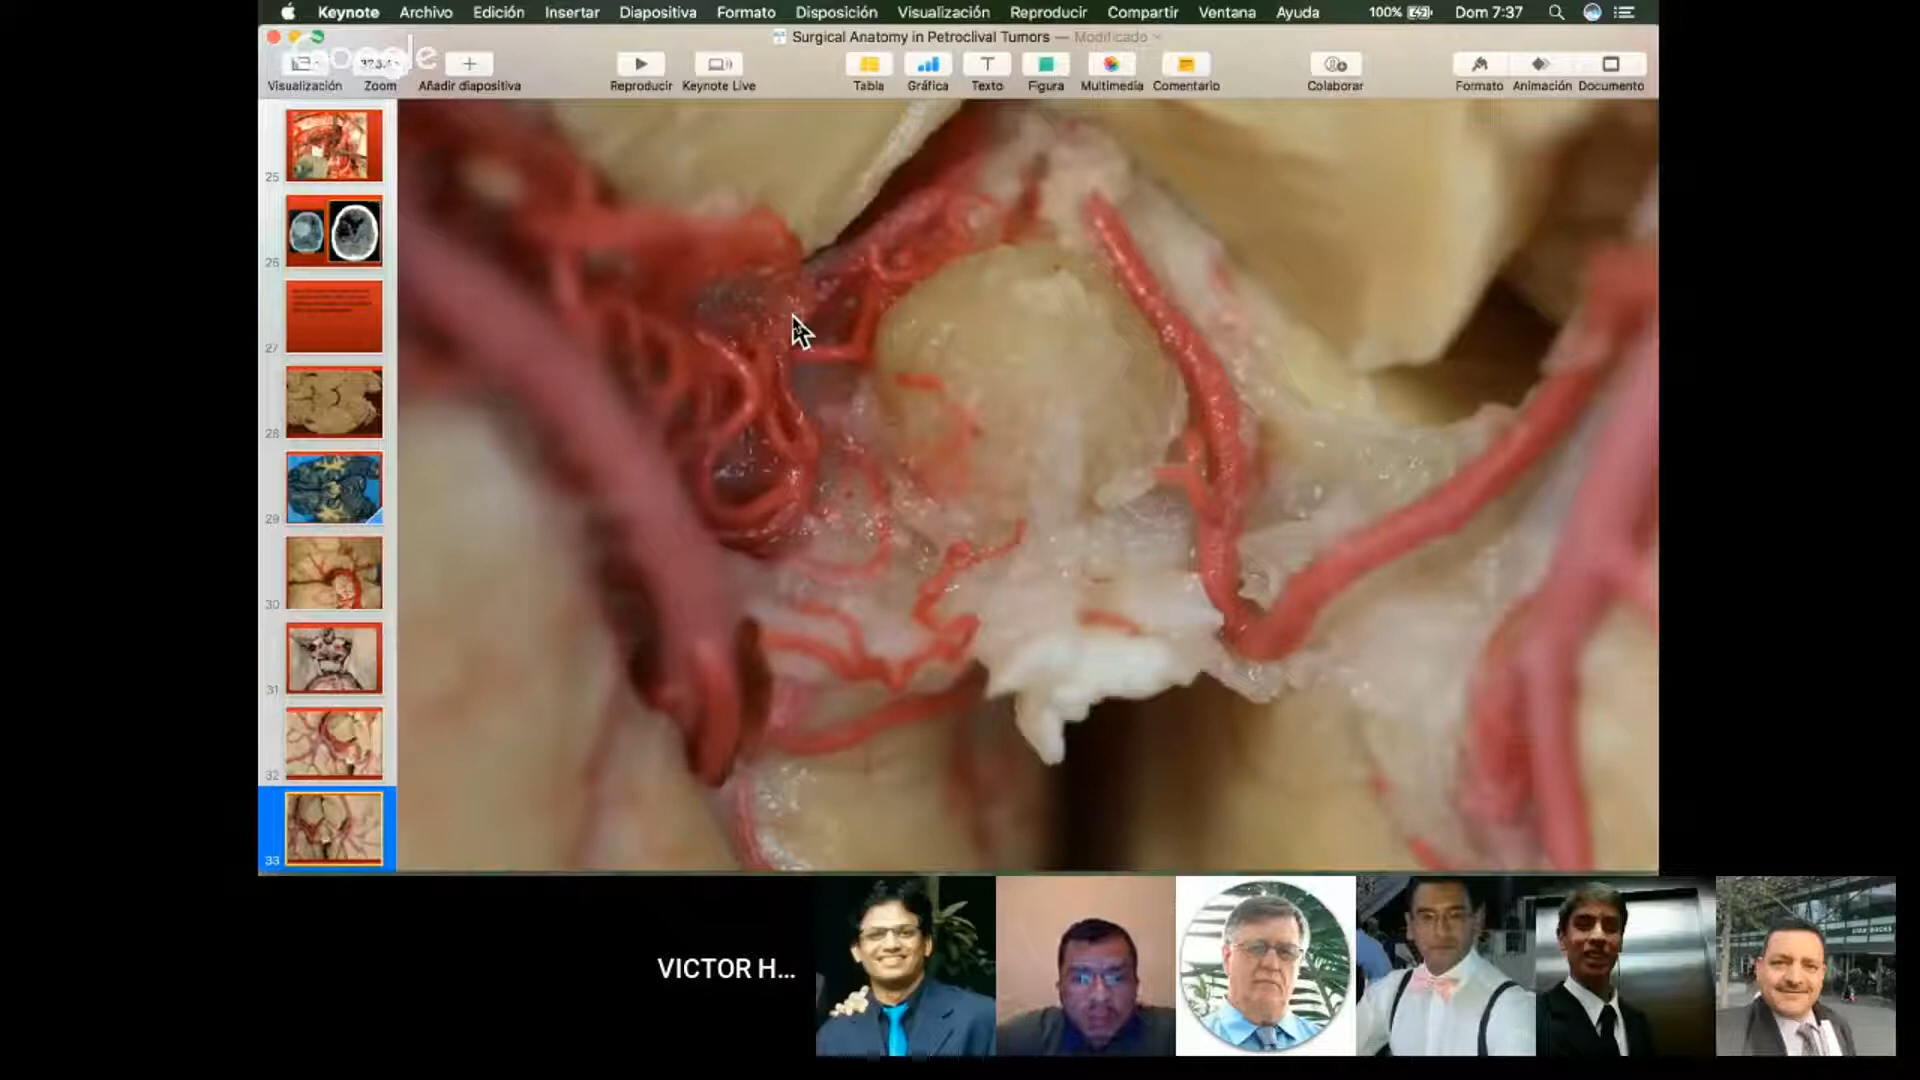 Keynote Archivo Edición Insertar Diapositiva Formato Disposición Visualización Reproducir Compartir Ventana Ayuda 100% Dom 7:37
Surgical Anatomy in Petroclival Tumors — Modificado
Google
Visualización Zoom Añadir diapositiva Reproducir Keynote Live Tabla Gráfica Texto Figura Multimedia Comentario Colaborar Formato Animación Documento
25
26
27
28
29
30
31
32
33
VICTOR H...